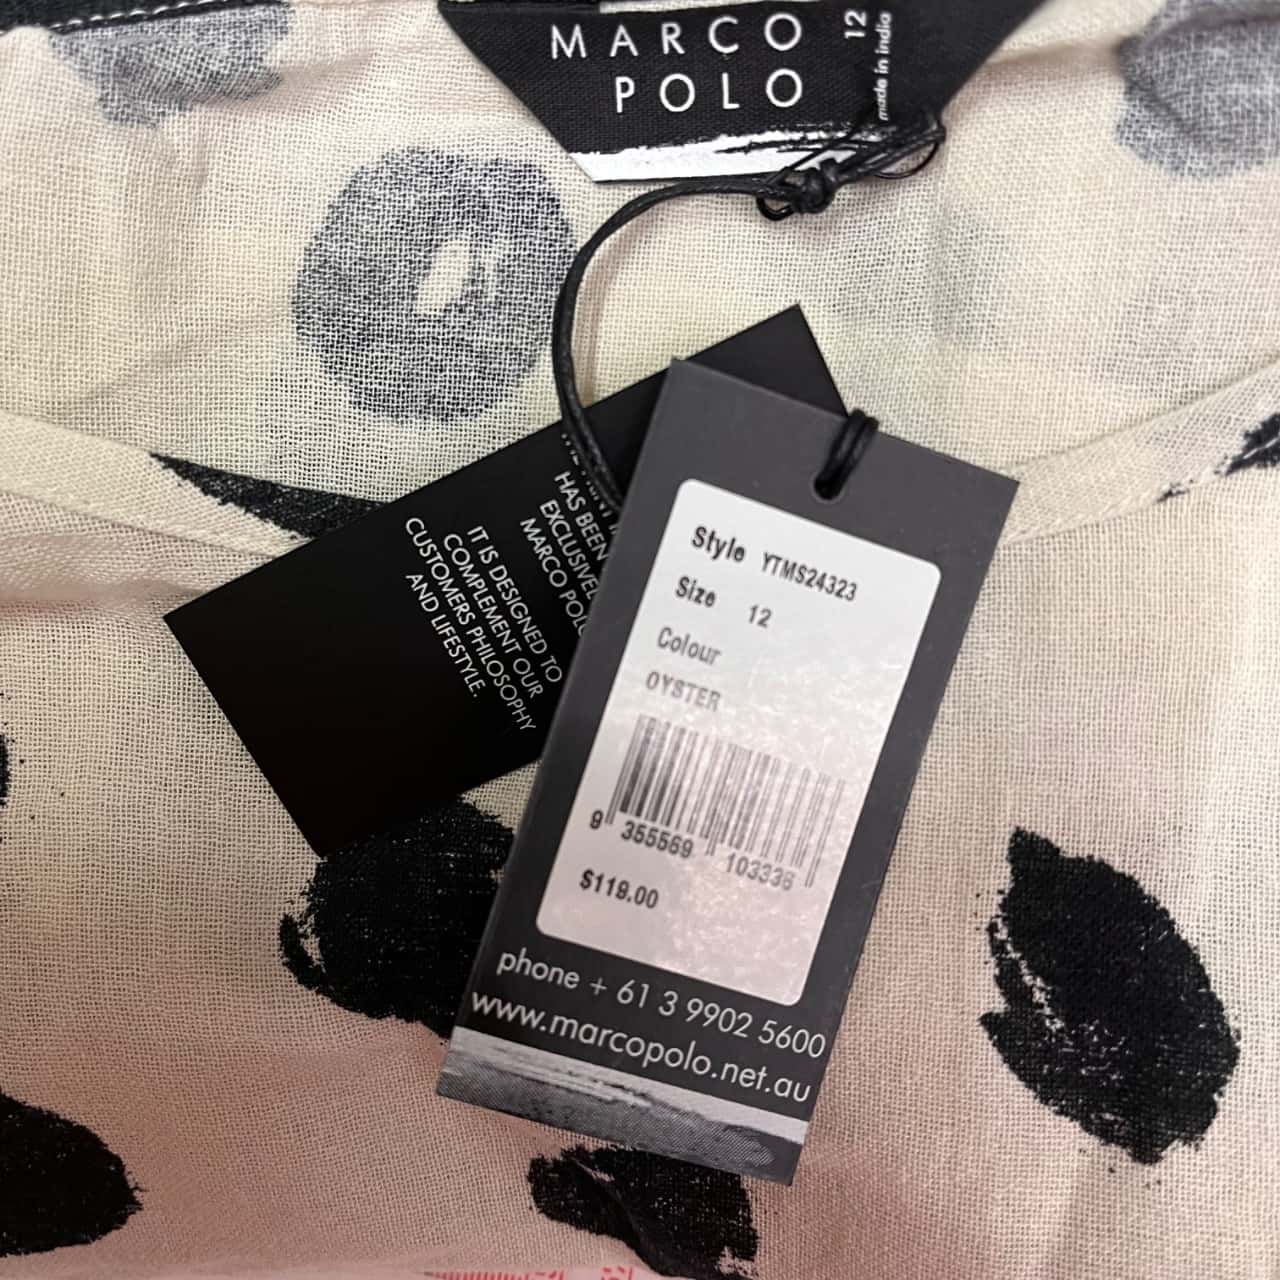 MARCO
POLO
12
made in india
HAS BEEN
EXCLUSIVEL
MARCO POLO
IT IS DESIGNED TO
COMPLEMENT OUR
CUSTOMERS PHILOSOPHY
AND LIFESTYLE.
Style YTMS24323
Size 12
Colour
OYSTER
9 355569 103336
$119.00
phone + 61 3 9902 5600
www.marcopolo.net.au